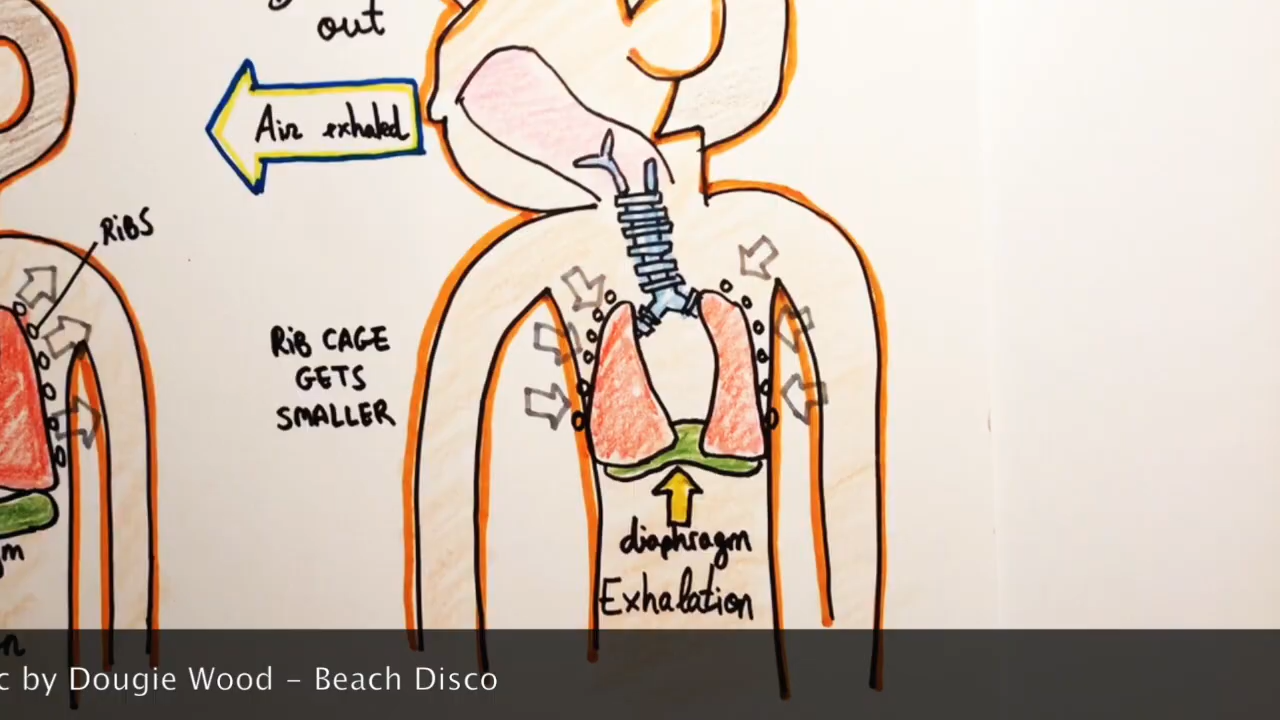 out
Air exhaled
RiBS
RiB CAGE
GETS
SMALLER
diaphragm
Exhalation
c by Dougie Wood – Beach Disco